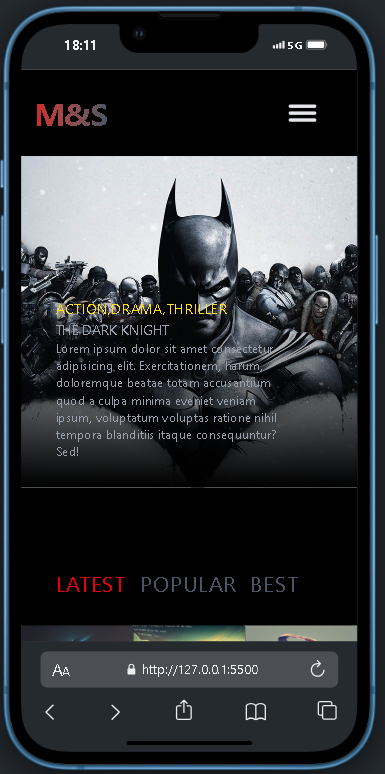 18:11
5G
M&S
ACTION,DRAMA,THRILLER
THE DARK KNIGHT
Lorem ipsum dolor sit amet consectetur
adipisicing elit. Exercitationem, harum,
doloremque beatae totam accusantium
quod a culpa minima eveniet veniam
ipsum, voluptatum voluptas ratione nihil
tempora blanditiis itaque consequuntur?
Sed!
LATEST POPULAR BEST
AA http://127.0.0.1:5500